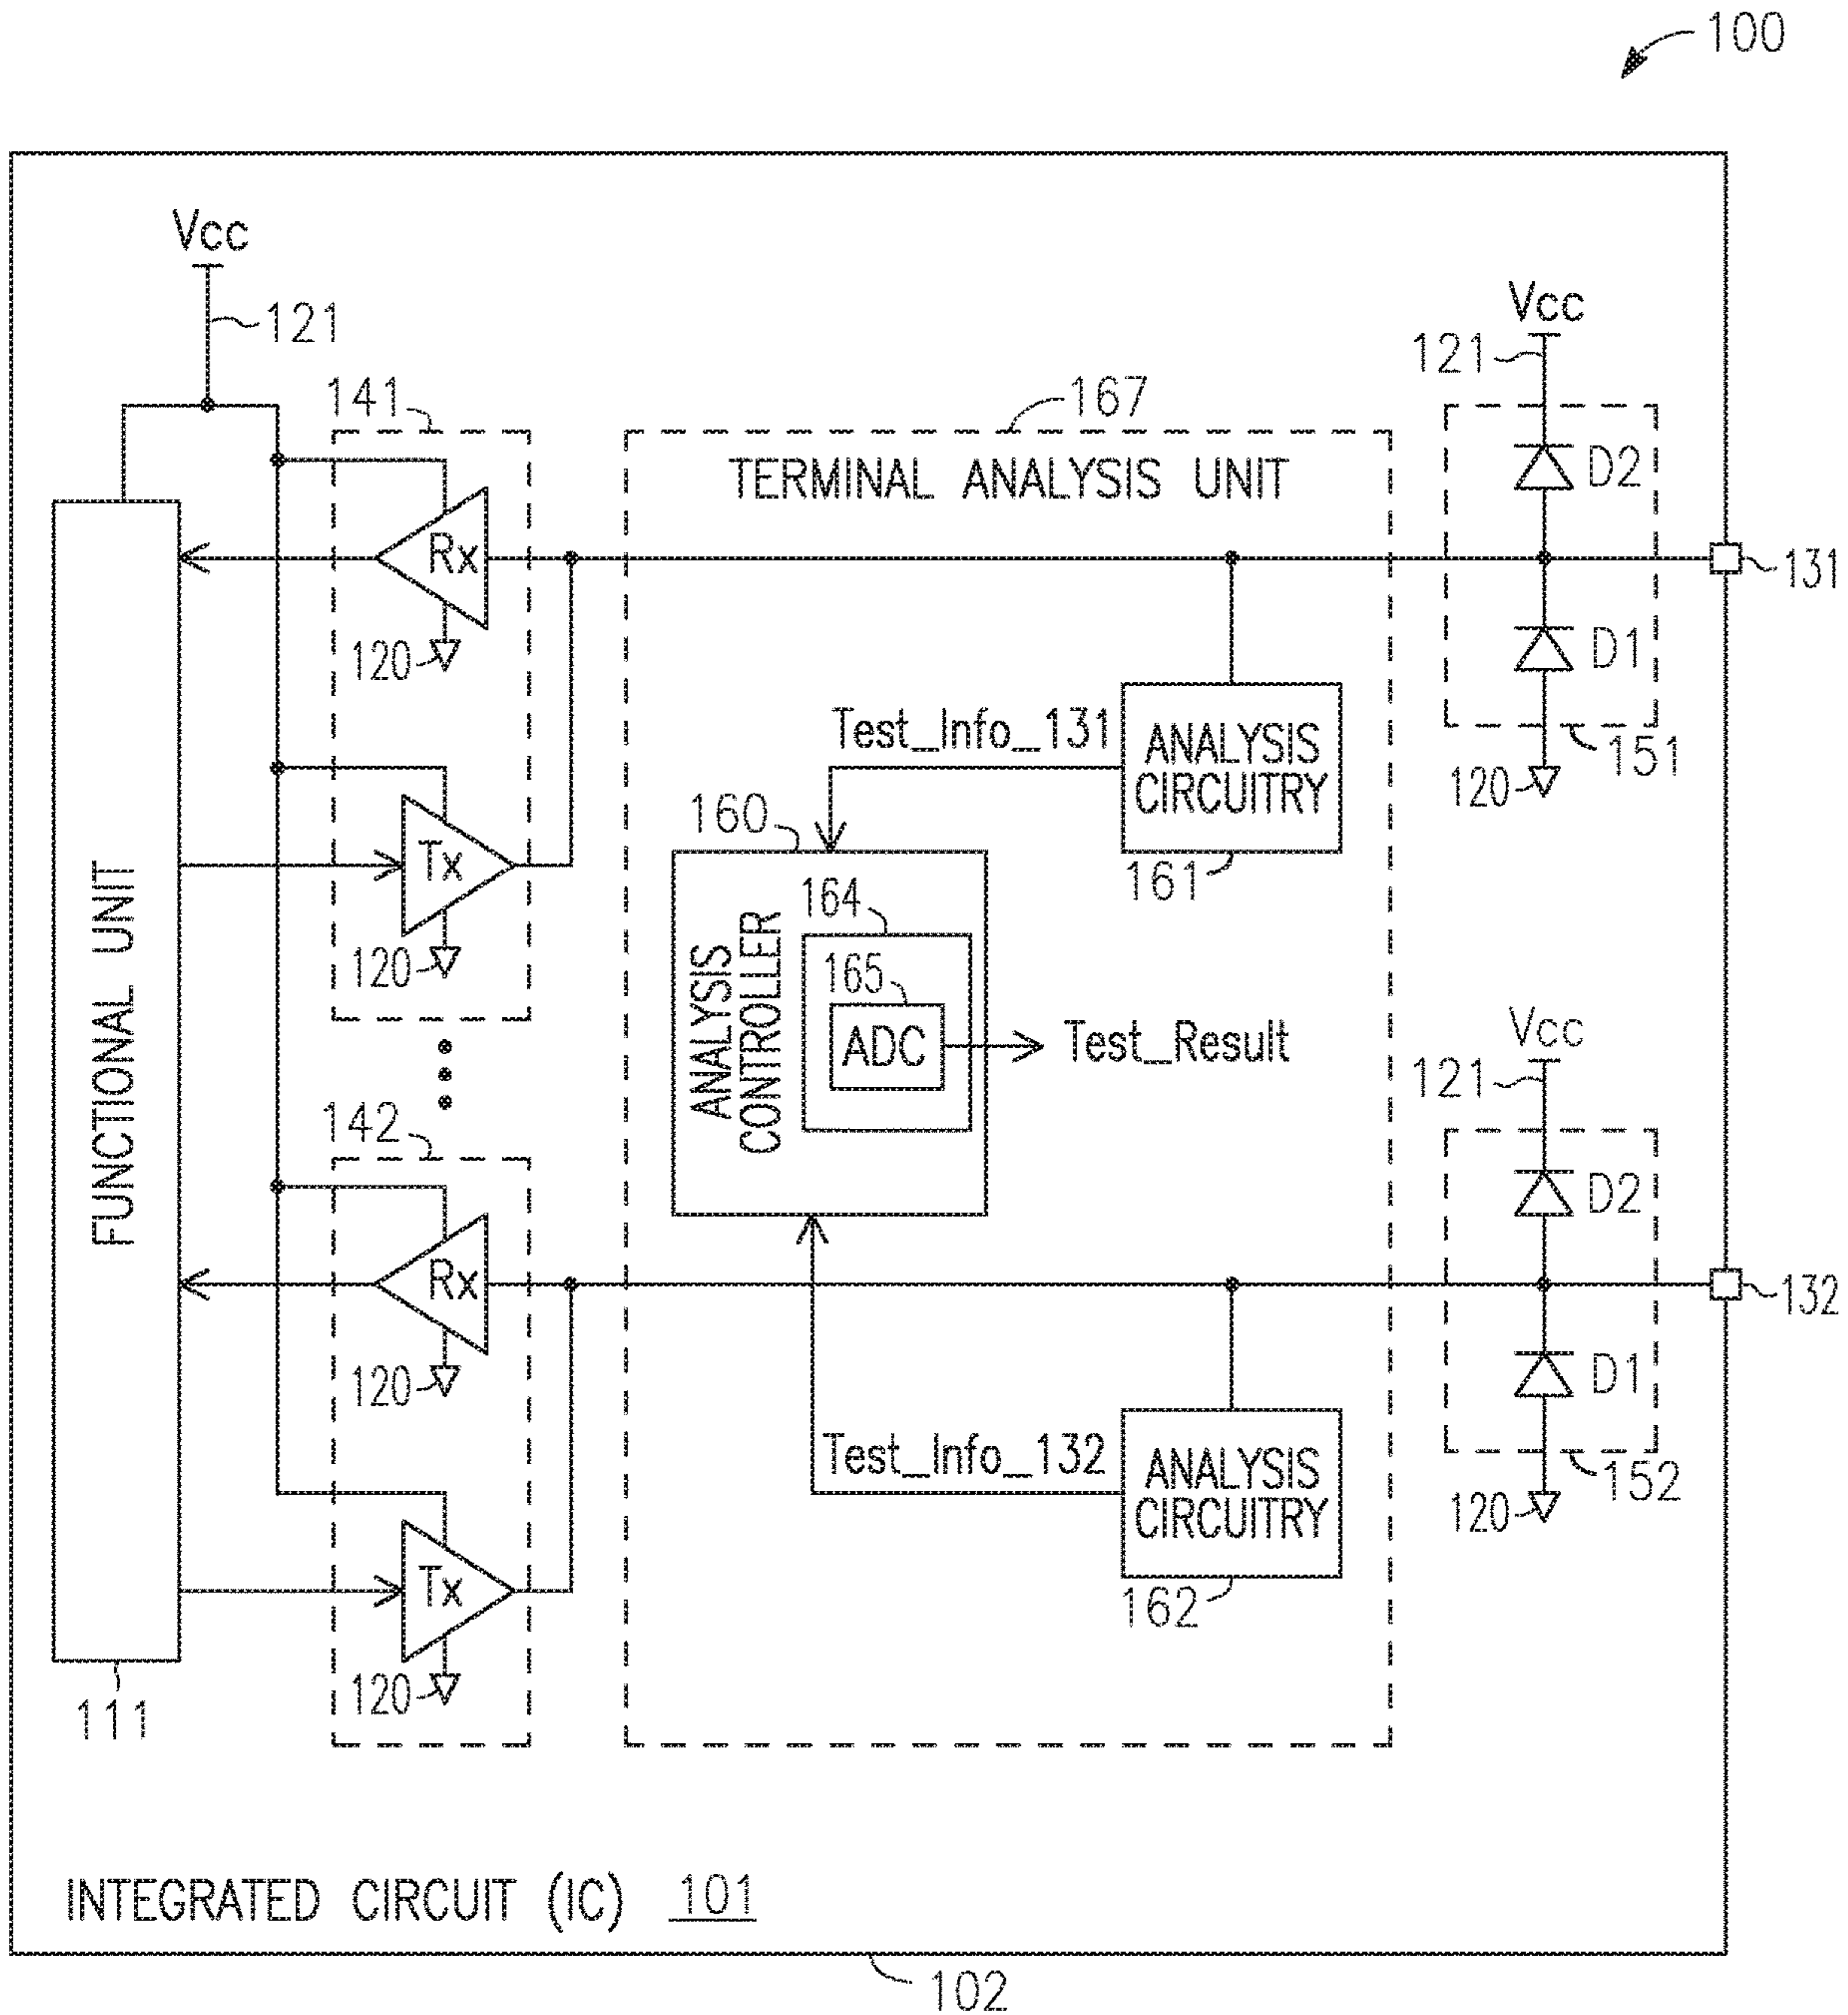 100
Vcc
121
Vcc
121
141
167
TERMINAL ANALYSIS UNIT
D2
Rx
131
120
D1
Test_Info_131
ANALYSIS
CIRCUITRY
151
120
160
Tx
161
164
120
165
ANALYSIS
CONTROLLER
ADC
Test_Result
FUNCTIONAL UNIT
Vcc
121
142
D2
Rx
132
120
D1
Test_Info_132
ANALYSIS
CIRCUITRY
152
120
Tx
162
120
111
INTEGRATED CIRCUIT (IC) 101
102